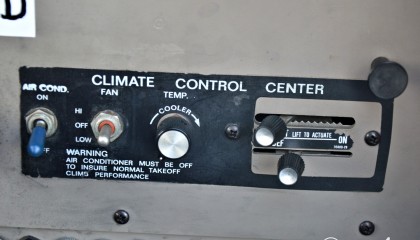 D
CLIMATE CONTROL CENTER
AIR COND.
ON
FAN
HI
OFF
LOW
TEMP.
COOLER
LIFT TO ACTUATE
ON
DEF
WARNING
AIR CONDITIONER MUST BE OFF
TO INSURE NORMAL TAKEOFF
CLIMB PERFORMANCE